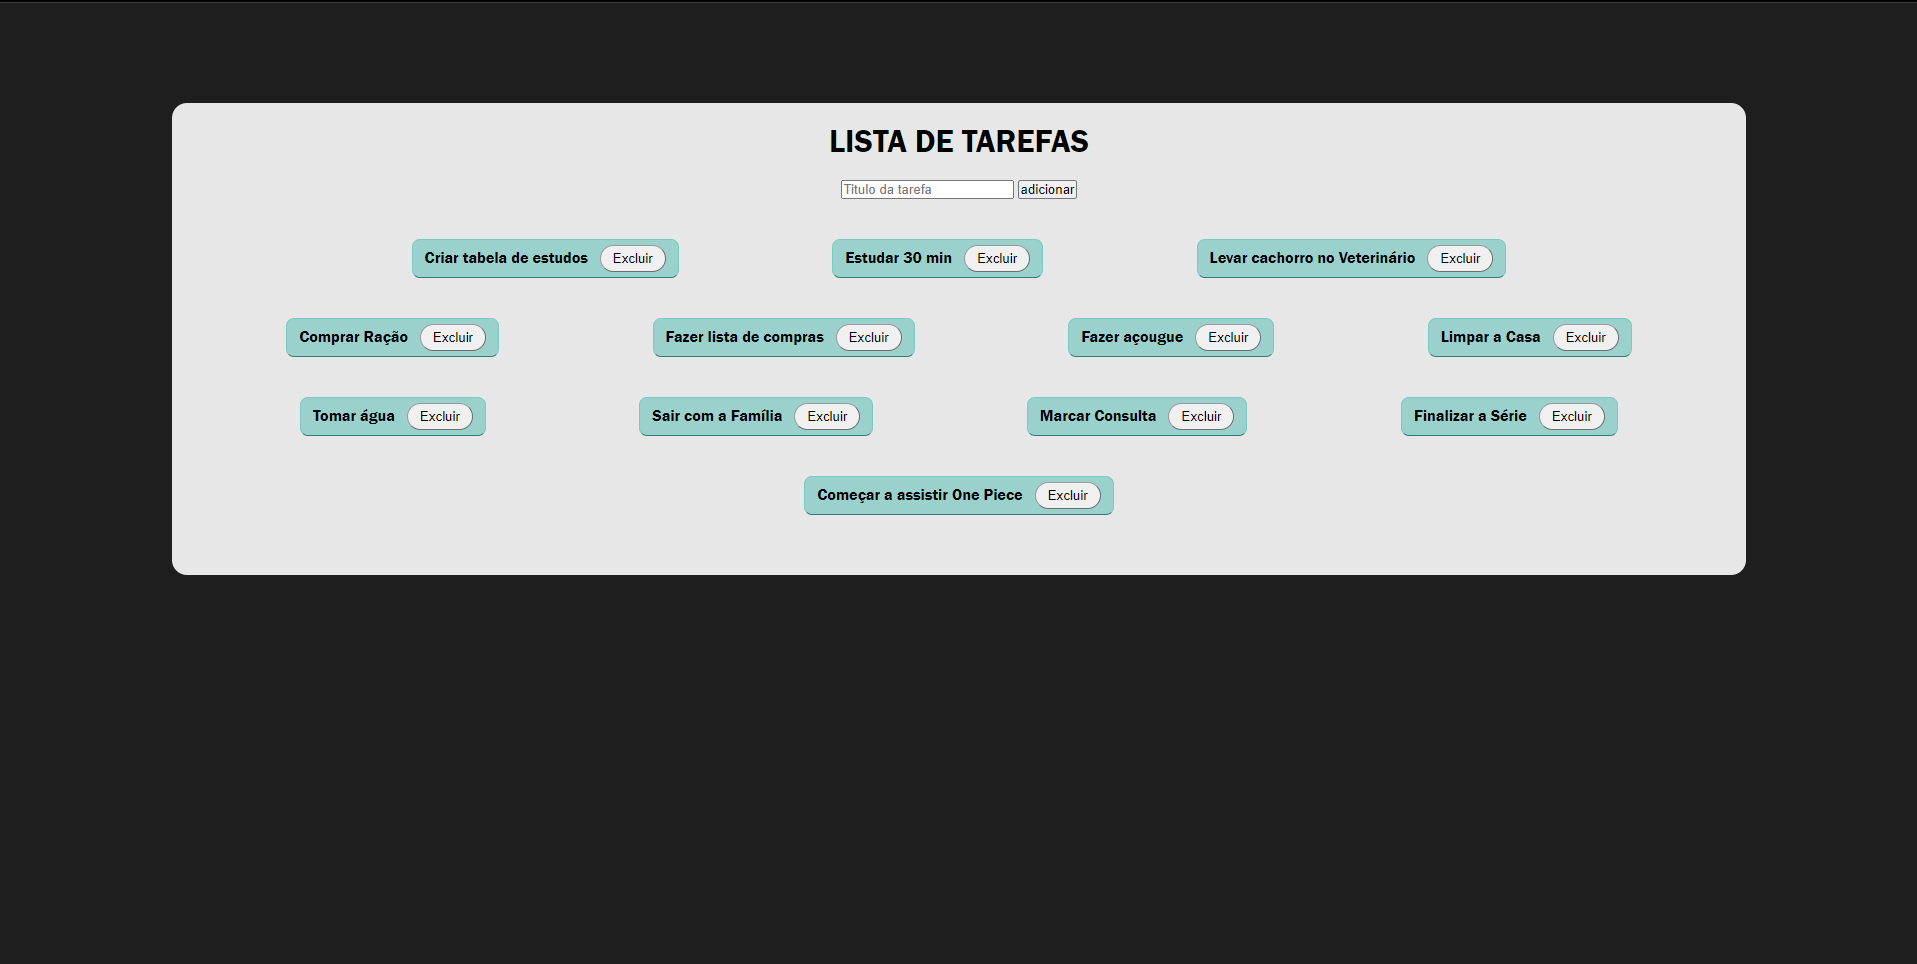 LISTA DE TAREFAS
Titulo da tarefa adicionar
Criar tabela de estudos Excluir Estudar 30 min Excluir Levar cachorro no Veterinário Excluir
Comprar Ração Excluir Fazer lista de compras Excluir Fazer açougue Excluir Limpar a Casa Excluir
Tomar água Excluir Sair com a Família Excluir Marcar Consulta Excluir Finalizar a Série Excluir
Começar a assistir One Piece Excluir